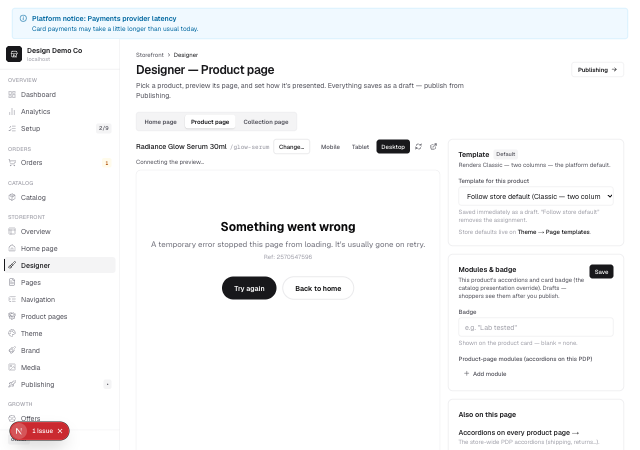 Platform notice: Payments provider latency
Card payments may take a little longer than usual today.
Design Demo Co
localhost
OVERVIEW
Dashboard
Analytics
Setup 2/9
ORDERS
Orders 1
CATALOG
Catalog
STOREFRONT
Overview
Home page
Designer
Pages
Navigation
Product pages
Theme
Brand
Media
Publishing
GROWTH
Offers
N 1 Issue ×
Storefront > Designer
Designer — Product page
Pick a product, preview its page, and set how it's presented. Everything saves as a draft — publish from
Publishing.
Publishing →
Home page Product page Collection page
Radiance Glow Serum 30ml /glow-serum Change… Mobile Tablet Desktop
Connecting the preview…
Something went wrong
A temporary error stopped this page from loading. It's usually gone on retry.
Ref: 2570547598
Try again Back to home
Template Default
Renders Classic — two columns — the platform default.
Template for this product
Follow store default (Classic — two colum
Saved immediately as a draft. "Follow store default"
removes the assignment.
Store defaults live on Theme → Page templates.
Modules & badge Save
This product's accordions and card badge (the
catalog presentation override). Drafts —
shoppers see them after you publish.
Badge
e.g. "Lab tested"
Shown on the product card — blank = none.
Product-page modules (accordions on this PDP)
+ Add module
Also on this page
Accordions on every product page →
The store-wide PDP accordions (shipping, returns…).